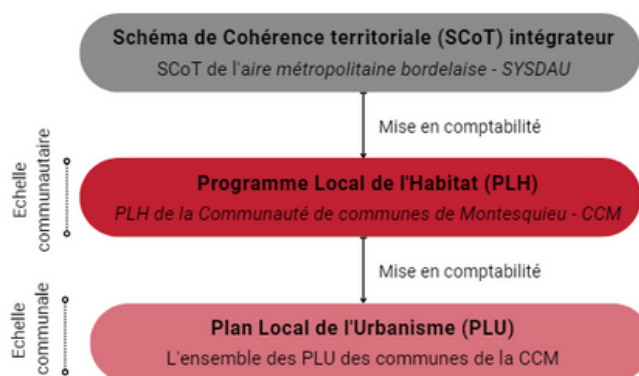 Schéma de Cohérence territoriale (SCoT) intégrateur
SCoT de l'aire métropolitaine bordelaise - SYSDAU
Mise en comptabilité
Echelle
communautaire
Programme Local de l'Habitat (PLH)
PLH de la Communauté de communes de Montesquieu - CCM
Mise en comptabilité
Echelle
communale
Plan Local de l'Urbanisme (PLU)
L'ensemble des PLU des communes de la CCM